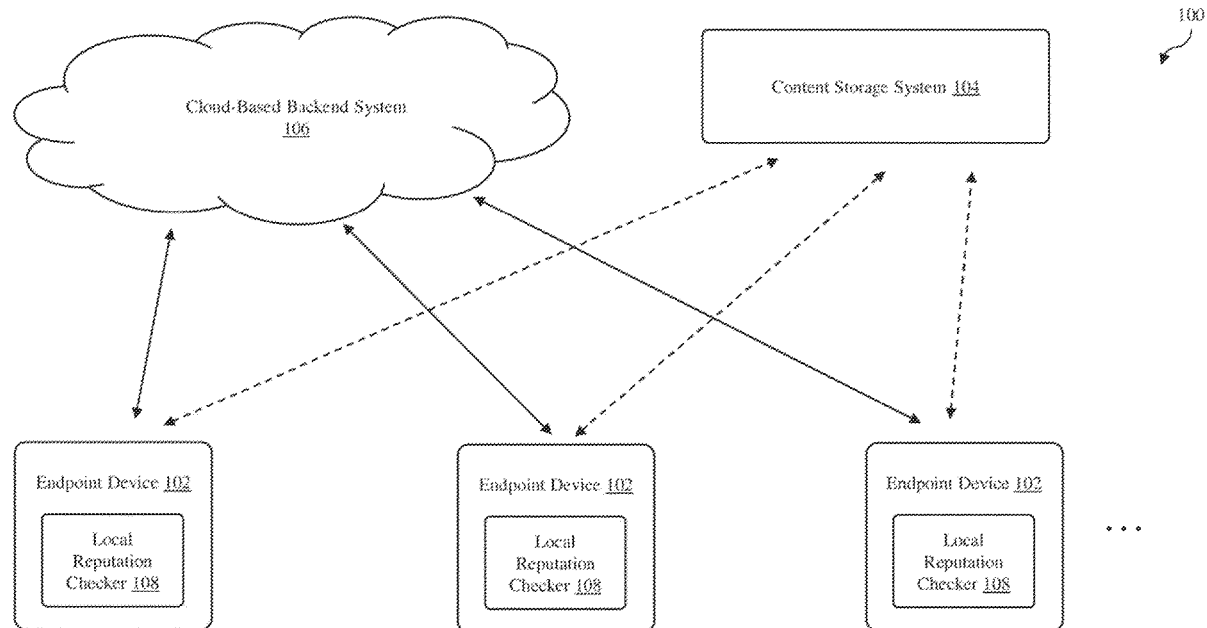 100
Cloud-Based Backend System
106
Content Storage System 104
Endpoint Device 102
Local
Reputation
Checker 108
Endpoint Device 102
Local
Reputation
Checker 108
Endpoint Device 102
Local
Reputation
Checker 108
...